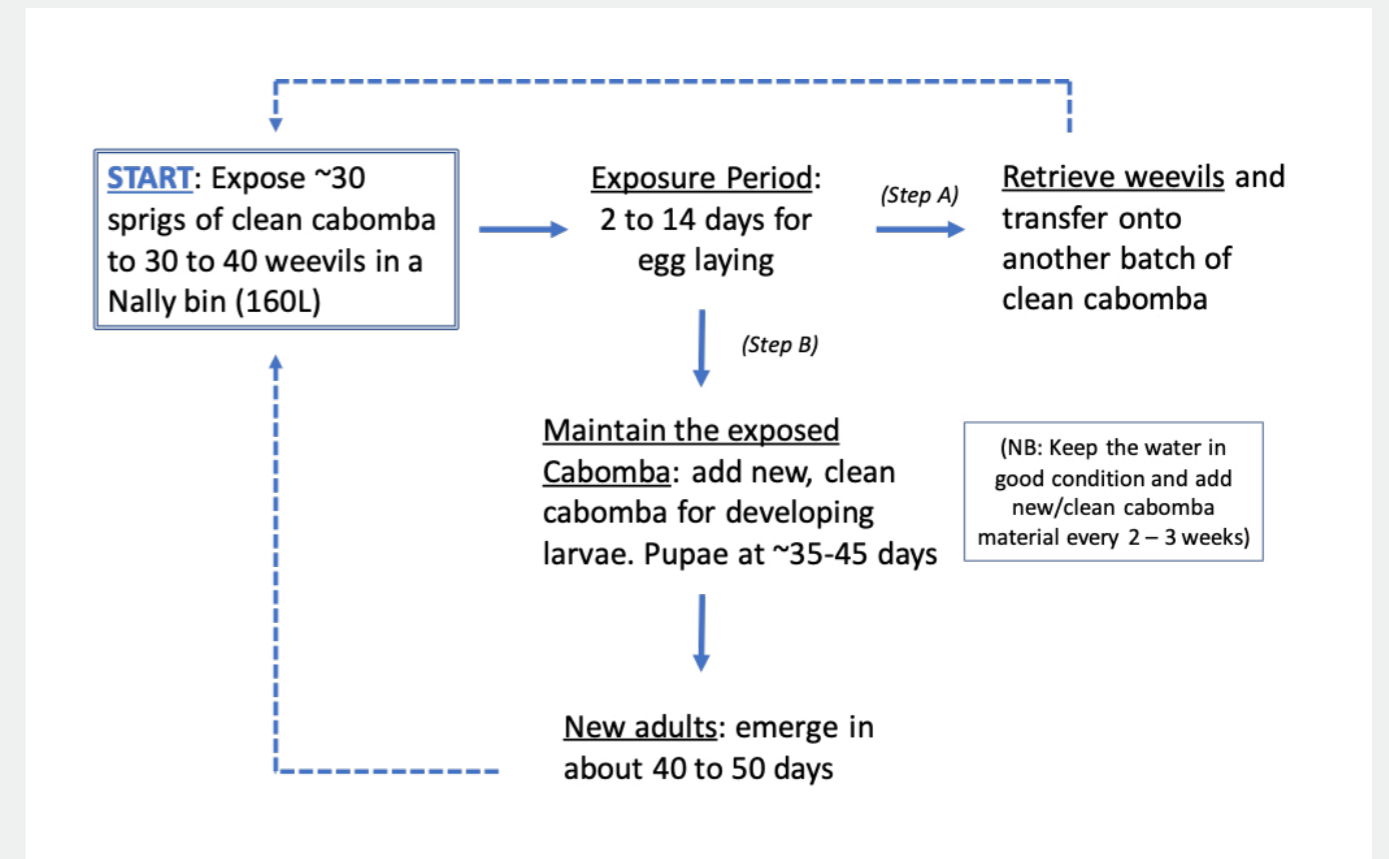 START: Expose ~30
sprigs of clean cabomba
to 30 to 40 weevils in a
Nally bin (160L)
Exposure Period:
2 to 14 days for
egg laying
(Step A)
Retrieve weevils and
transfer onto
another batch of
clean cabomba
(Step B)
Maintain the exposed
Cabomba: add new, clean
cabomba for developing
larvae. Pupae at ~35-45 days
(NB: Keep the water in
good condition and add
new/clean cabomba
material every 2 – 3 weeks)
New adults: emerge in
about 40 to 50 days